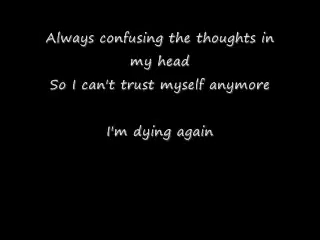 Always confusing the thoughts in
my head
So I can't trust myself anymore
I'm dying again